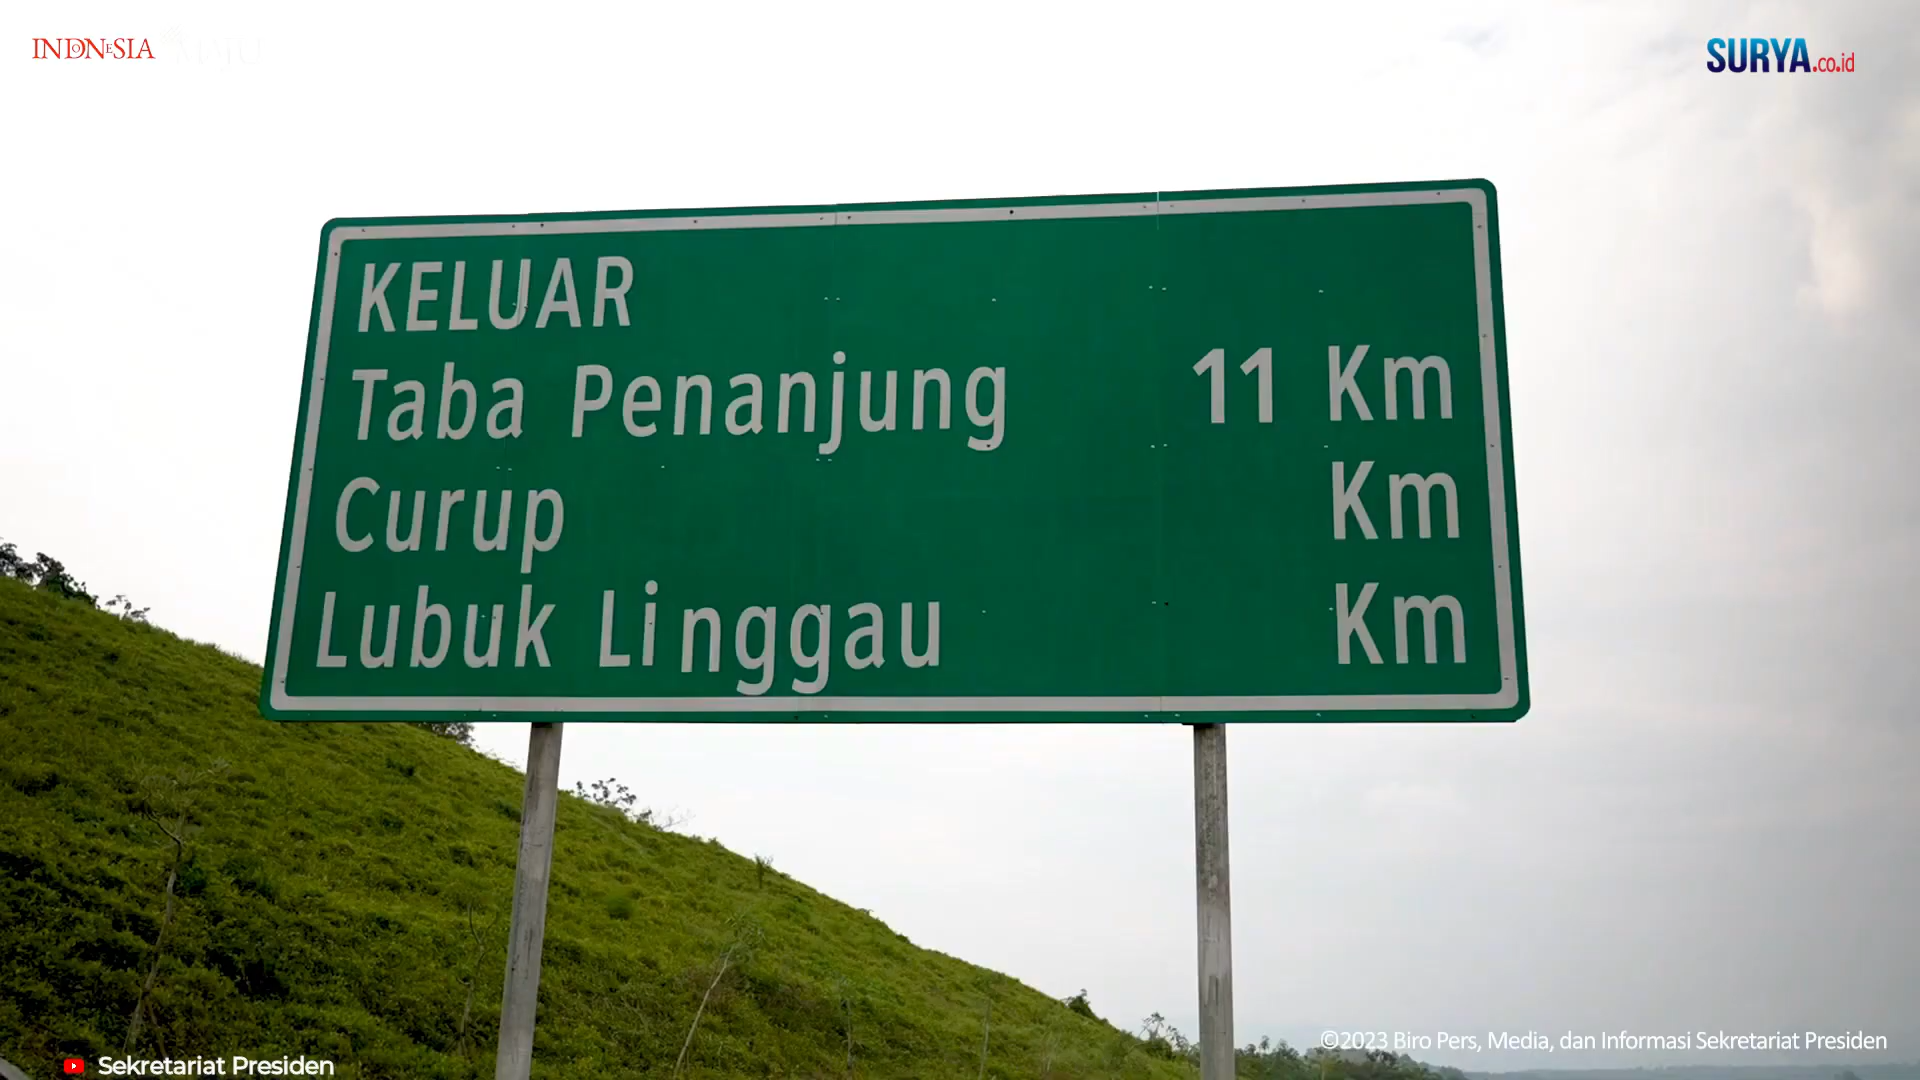 INDONESIA MAJU
SURYA.co.id
KELUAR
Taba Penanjung 11 Km
Curup Km
Lubuk Linggau Km
©2023 Biro Pers, Media, dan Informasi Sekretariat Presiden
Sekretariat Presiden